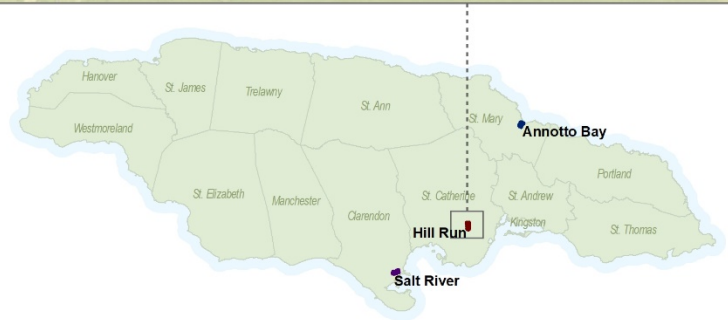 Hanover
St. James
Trelawny
St. Ann
St. Mary
Annotto Bay
Westmoreland
Portland
St. Elizabeth
Manchester
St. Catherine
St. Andrew
Clarendon
Hill Run
Kingston
St. Thomas
Salt River